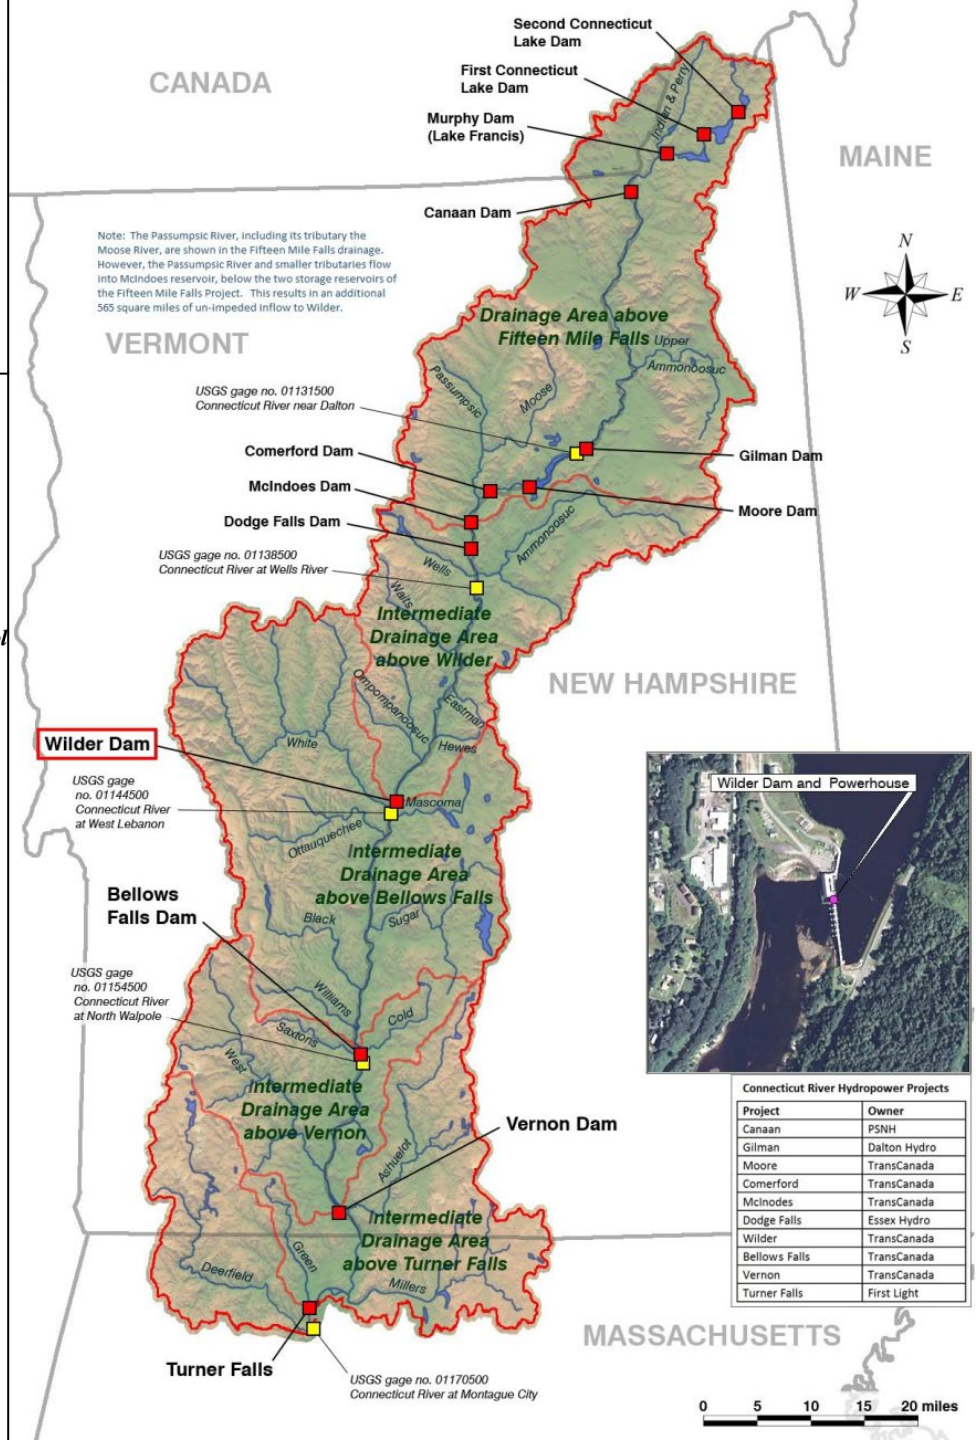 Second Connecticut
Lake Dam
CANADA
First Connecticut
Lake Dam
Indian & Perry
Murphy Dam
(Lake Francis)
MAINE
Canaan Dam
Note: The Passumpsic River, including its tributary the
Moose River, are shown in the Fifteen Mile Falls drainage.
However, the Passumpsic River and smaller tributaries flow
into McIndoes reservoir, below the two storage reservoirs of
the Fifteen Mile Falls Project. This results in an additional
565 square miles of un-impeded inflow to Wilder.
N
W
E
S
VERMONT
Drainage Area above
Fifteen Mile Falls
Upper
Ammonoosuc
Passumpsic
Moose
USGS gage no. 01131500
Connecticut River near Dalton
Comerford Dam
Gilman Dam
McIndoes Dam
Moore Dam
Dodge Falls Dam
Ammonoosuc
USGS gage no. 01138500
Connecticut River at Wells River
Wells
Waits
Intermediate
Drainage Area
above Wilder
NEW HAMPSHIRE
Ompompanoosuc
Eastman
Hewes
White
Wilder Dam
USGS gage
no. 01144500
Connecticut River
at West Lebanon
Mascoma
Ottauquechee
Wilder Dam and Powerhouse
Intermediate
Drainage Area
above Bellows Falls
Bellows
Falls Dam
Black
Sugar
USGS gage
no. 01154500
Connecticut River
at North Walpole
Williams
Cold
Saxtons
West
Intermediate
Drainage Area
above Vernon
Vernon Dam
Ashuelot
Intermediate
Drainage Area
above Turner Falls
Green
Deerfield
Millers
Connecticut River Hydropower Projects
Project Owner
Canaan PSNH
Gilman Dalton Hydro
Moore TransCanada
Comerford TransCanada
McInodes TransCanada
Dodge Falls Essex Hydro
Wilder TransCanada
Bellows Falls TransCanada
Vernon TransCanada
Turner Falls First Light
MASSACHUSETTS
Turner Falls
USGS gage no. 01170500
Connecticut River at Montague City
0 5 10 15 20 miles